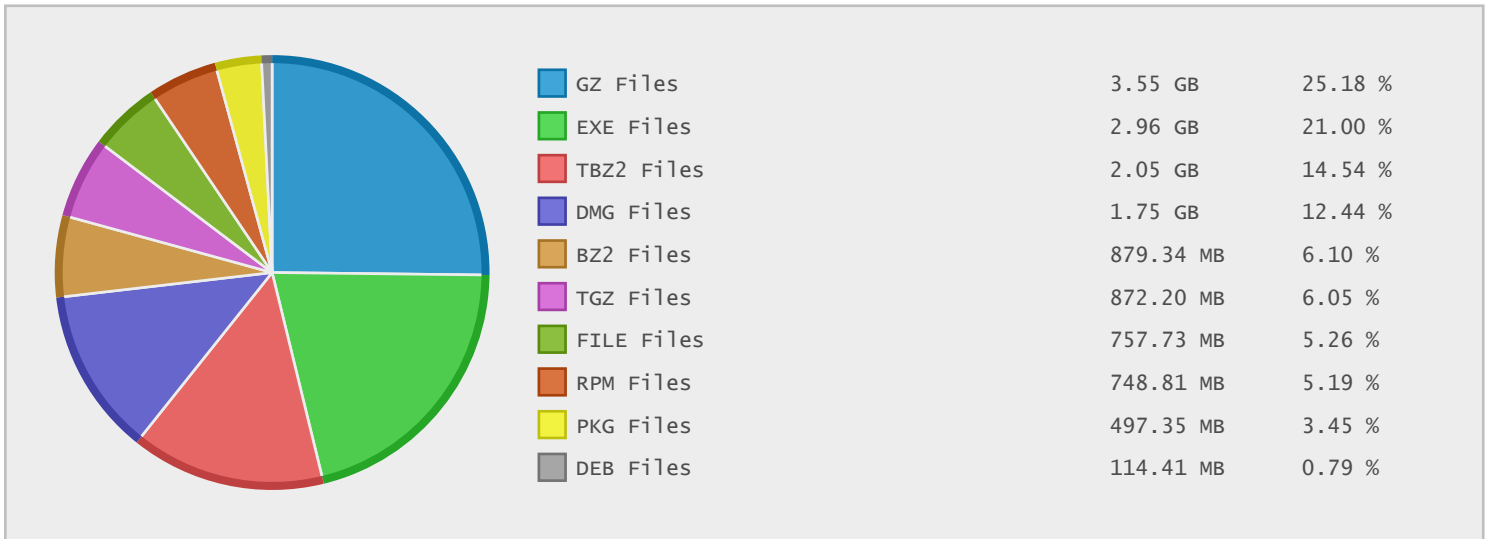 GZ Files 3.55 GB 25.18 %
EXE Files 2.96 GB 21.00 %
TBZ2 Files 2.05 GB 14.54 %
DMG Files 1.75 GB 12.44 %
BZ2 Files 879.34 MB 6.10 %
TGZ Files 872.20 MB 6.05 %
FILE Files 757.73 MB 5.26 %
RPM Files 748.81 MB 5.19 %
PKG Files 497.35 MB 3.45 %
DEB Files 114.41 MB 0.79 %